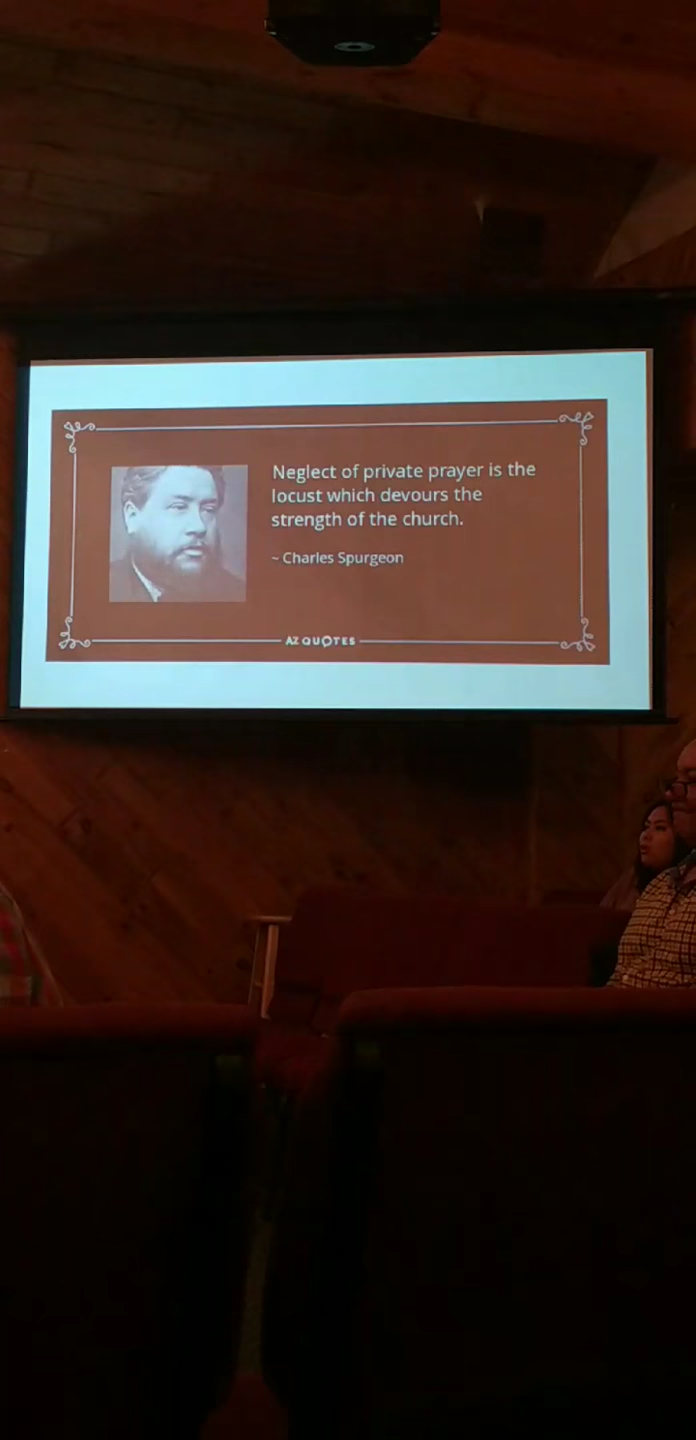 Neglect of private prayer is the
locust which devours the
strength of the church.
~ Charles Spurgeon
AZ QUOTES